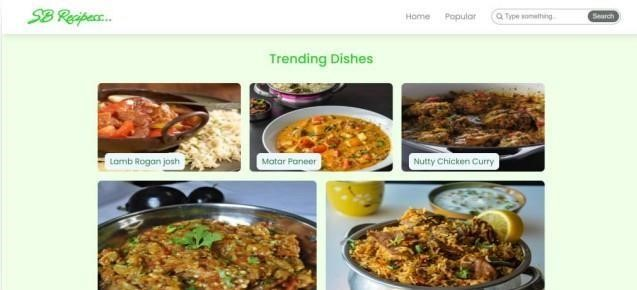 SB Recipess...
Home Popular Type something.. Search
Trending Dishes
Lamb Rogan josh Matar Paneer Nutty Chicken Curry